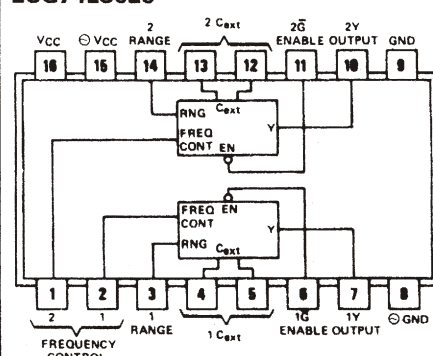 2 2 Cext 2G̅ 2Y
VCC ⊖ VCC RANGE ENABLE OUTPUT GND
16 15 14 13 12 11 10 9
Cext
RNG
Y
FREQ
CONT EN
FREQ EN
CONT
Y
RNG Cext
1 2 3 4 5 6 7 8
2 1 1 1G̅ 1Y ⊖ GND
RANGE 1 Cext ENABLE OUTPUT
FREQUENCY